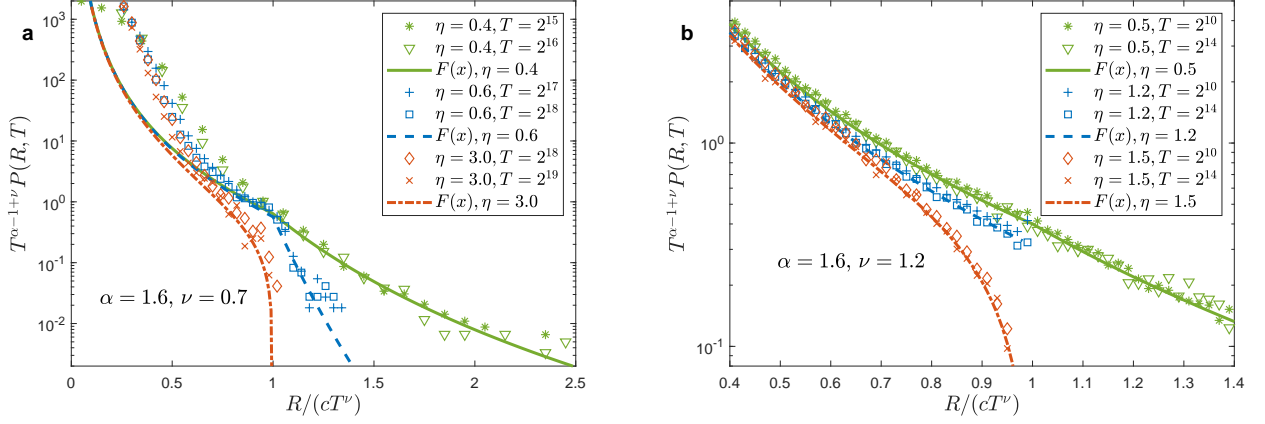 a
T^{α−1+ν}P(R, T)
10^3
10^2
10^1
10^0
10^{-1}
10^{-2}
η = 0.4, T = 2^{15}
η = 0.4, T = 2^{16}
F(x), η = 0.4
η = 0.6, T = 2^{17}
η = 0.6, T = 2^{18}
F(x), η = 0.6
η = 3.0, T = 2^{18}
η = 3.0, T = 2^{19}
F(x), η = 3.0
α = 1.6, ν = 0.7
0 0.5 1 1.5 2 2.5
R/(cT^ν)
b
T^{α−1+ν}P(R, T)
10^0
10^{-1}
η = 0.5, T = 2^{10}
η = 0.5, T = 2^{14}
F(x), η = 0.5
η = 1.2, T = 2^{10}
η = 1.2, T = 2^{14}
F(x), η = 1.2
η = 1.5, T = 2^{10}
η = 1.5, T = 2^{14}
F(x), η = 1.5
α = 1.6, ν = 1.2
0.4 0.5 0.6 0.7 0.8 0.9 1 1.1 1.2 1.3 1.4
R/(cT^ν)